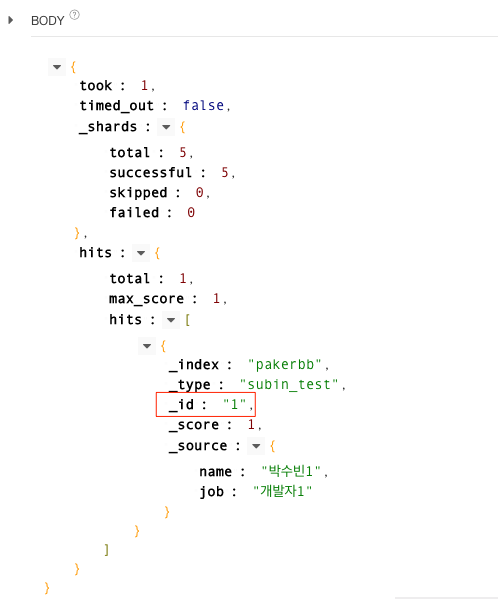 BODY ?
{
took : 1,
timed_out : false,
_shards : {
total : 5,
successful : 5,
skipped : 0,
failed : 0
},
hits : {
total : 1,
max_score : 1,
hits : [
{
_index : "pakerbb",
_type : "subin_test",
_id : "1",
_score : 1,
_source : {
name : "박수빈1",
job : "개발자1"
}
}
]
}
}